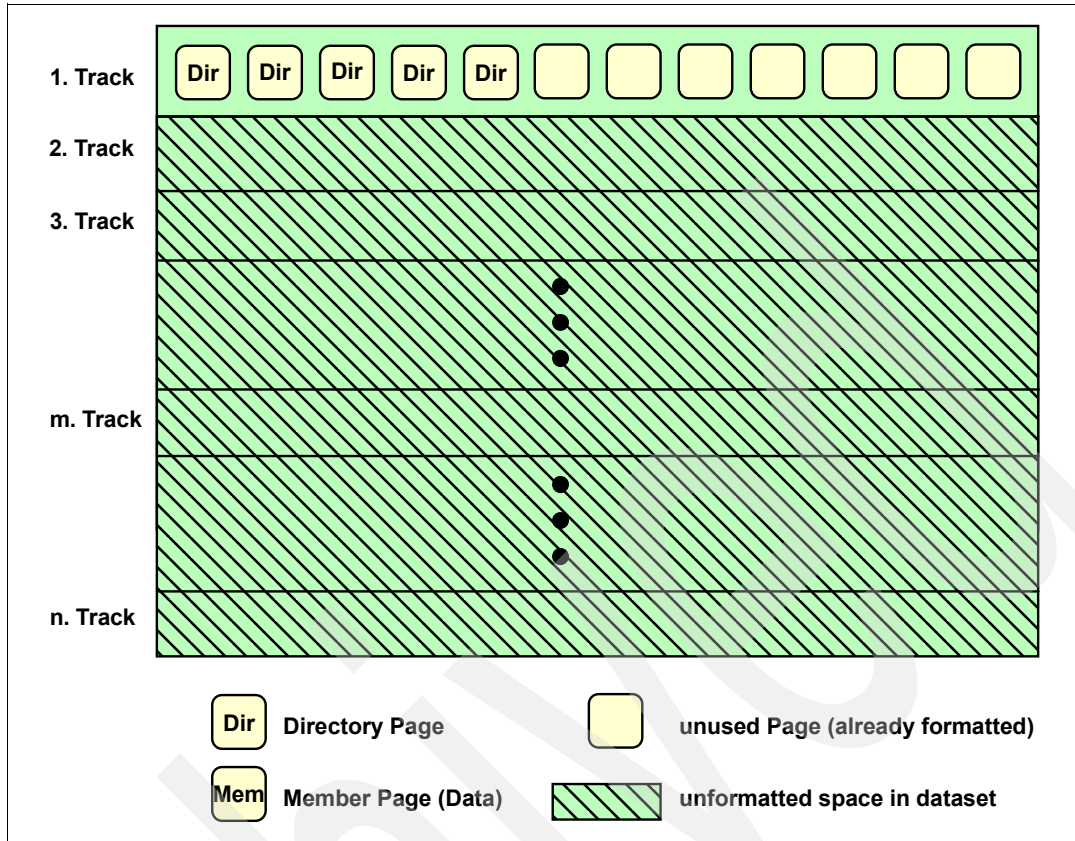 1. Track
Dir Dir Dir Dir Dir
2. Track
3. Track
m. Track
n. Track
Dir Directory Page
unused Page (already formatted)
Mem Member Page (Data)
unformatted space in dataset